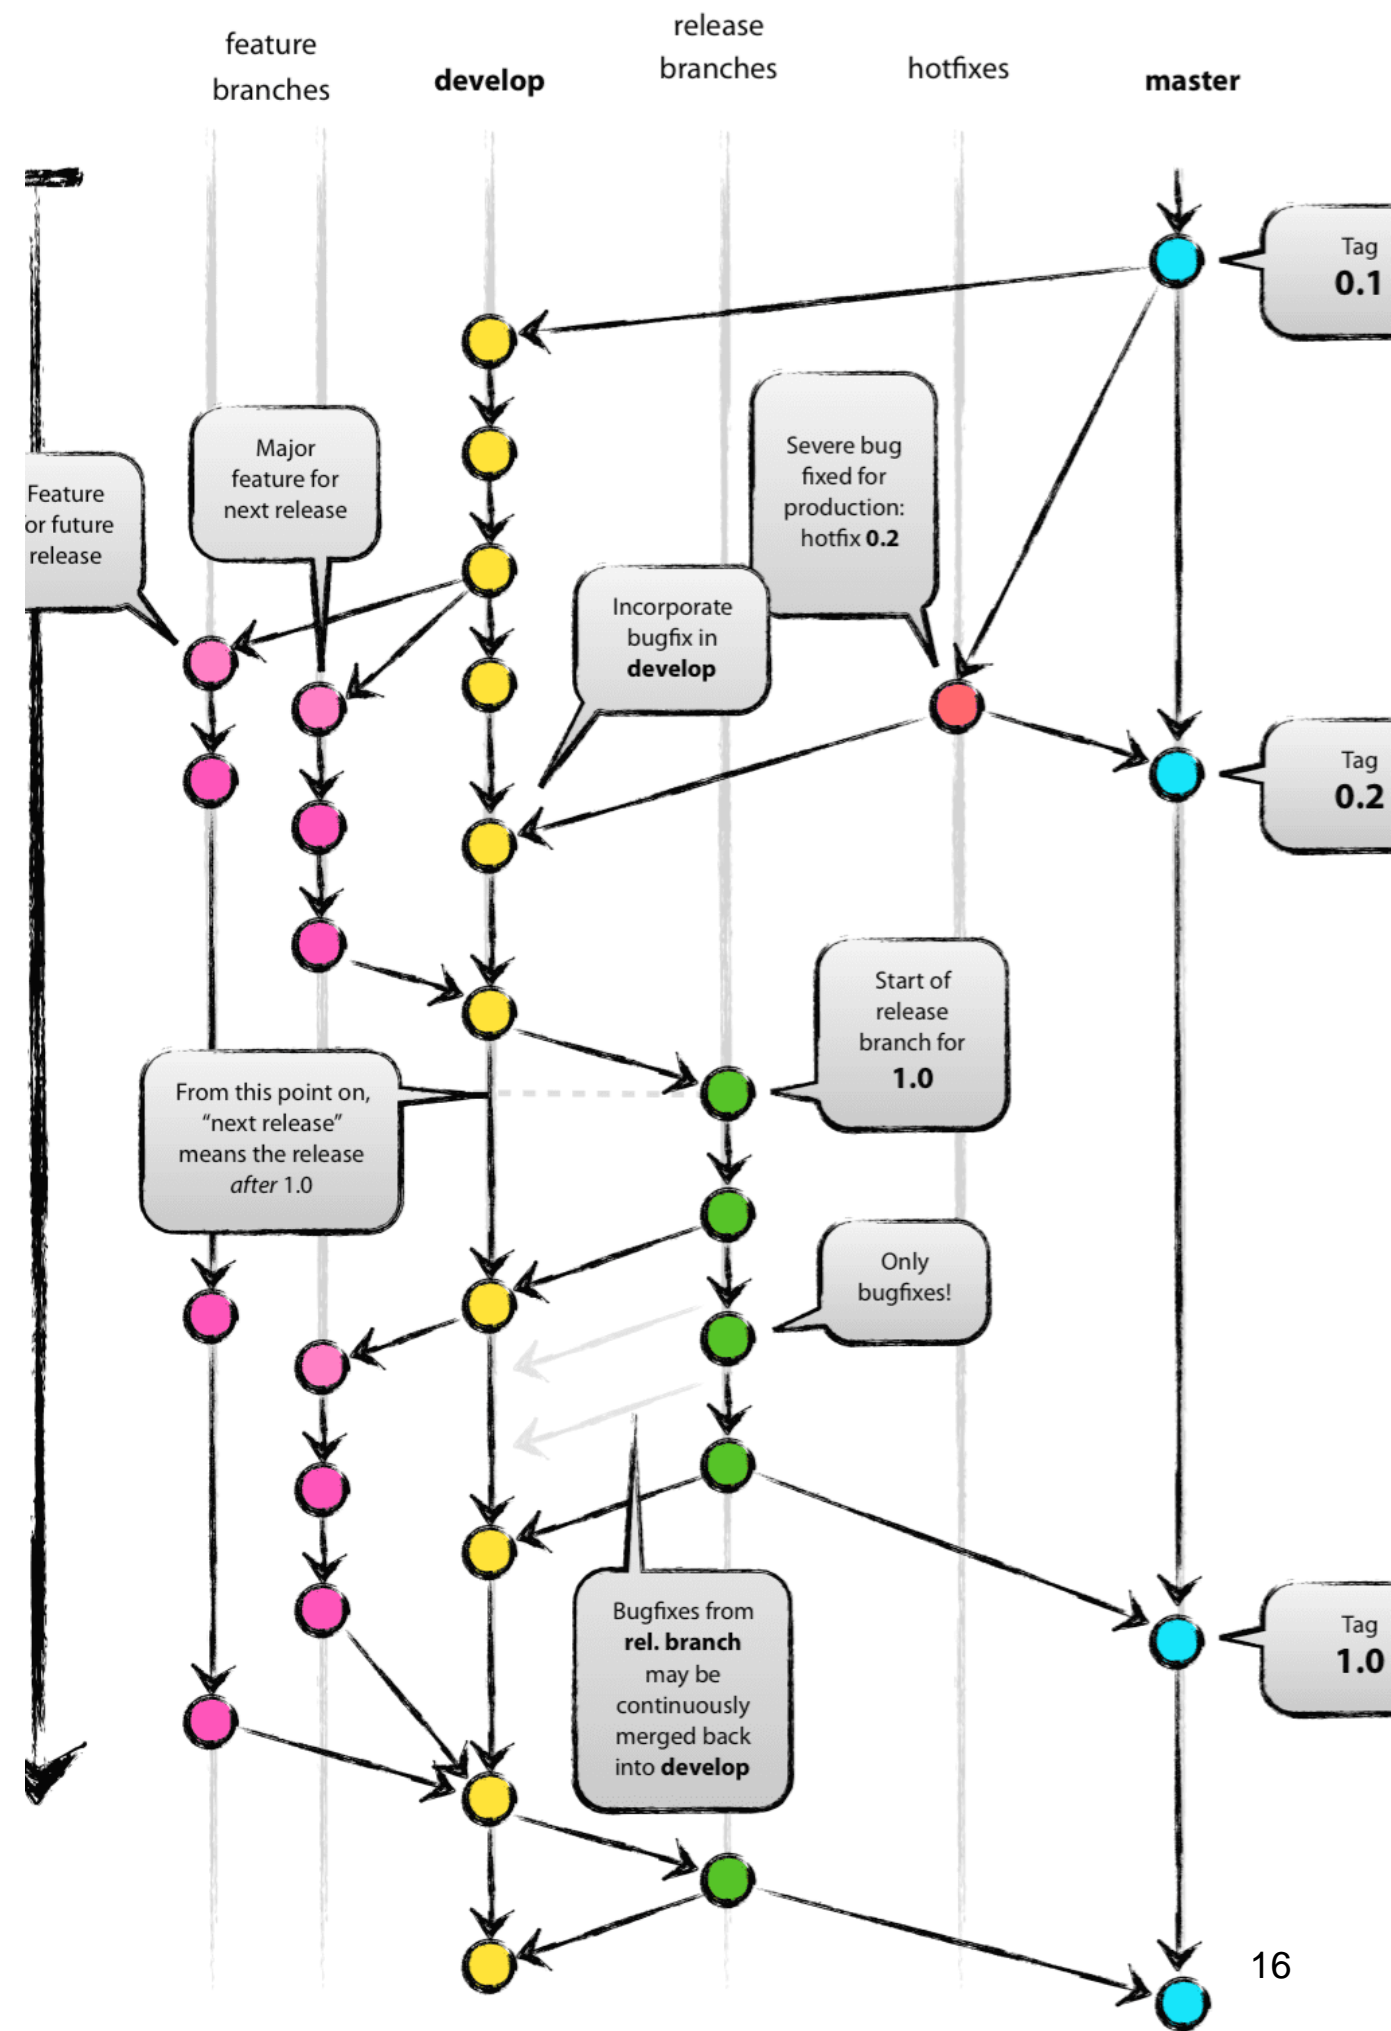 feature
branches
develop
release
branches
hotfixes
master
Tag
0.1
Major
feature for
next release
Severe bug
fixed for
production:
hotfix 0.2
Feature
or future
release
Incorporate
bugfix in
develop
Tag
0.2
Start of
release
branch for
1.0
From this point on,
“next release”
means the release
after 1.0
Only
bugfixes!
Bugfixes from
rel. branch
may be
continuously
merged back
into develop
Tag
1.0
16